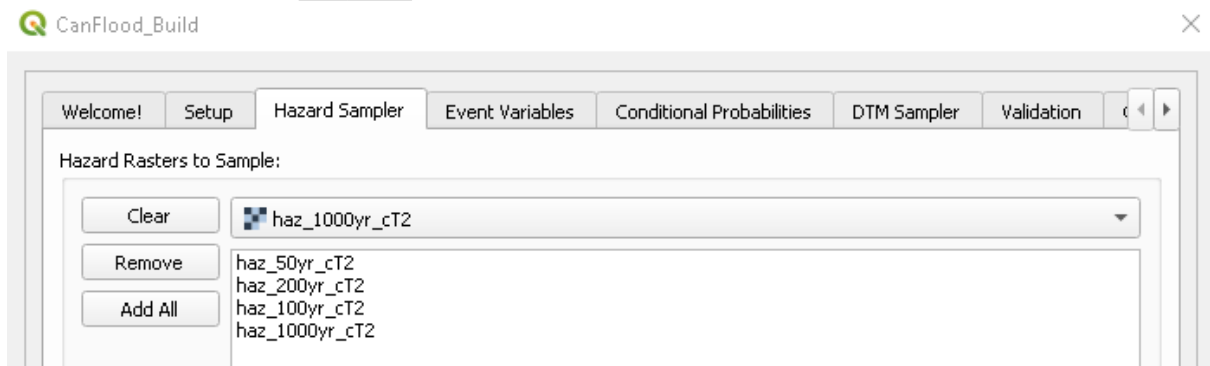 CanFlood_Build
Welcome! Setup Hazard Sampler Event Variables Conditional Probabilities DTM Sampler Validation
Hazard Rasters to Sample:
Clear haz_1000yr_cT2
Remove haz_50yr_cT2
haz_200yr_cT2
Add All haz_100yr_cT2
haz_1000yr_cT2